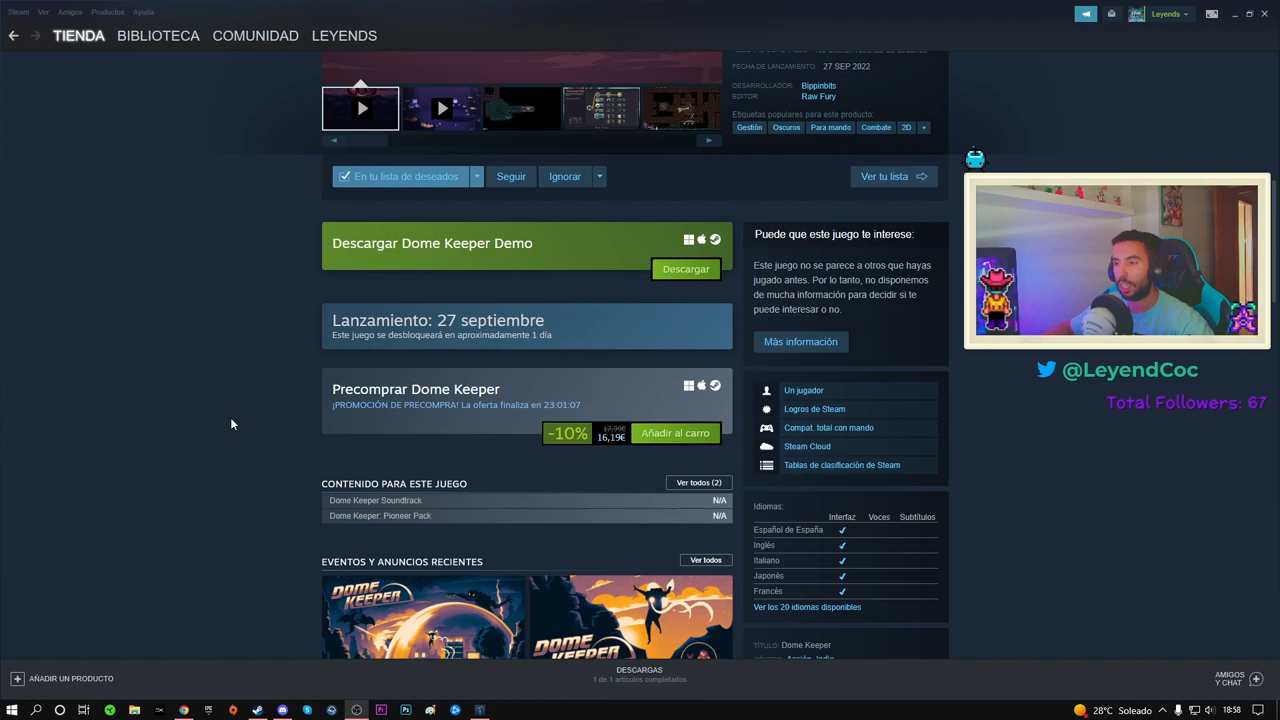 Steam Ver Amigos Productos Ayuda
Leyends
TIENDA BIBLIOTECA COMUNIDAD LEYENDS
FECHA DE LANZAMIENTO: 27 SEP 2022
DESARROLLADOR: Bippinbits
EDITOR: Raw Fury
Etiquetas populares para este producto:
Gestión Oscuros Para mando Combate 2D +
En tu lista de deseados Seguir Ignorar Ver tu lista
Descargar Dome Keeper Demo
Descargar
Lanzamiento: 27 septiembre
Este juego se desbloqueará en aproximadamente 1 día
Precomprar Dome Keeper
¡PROMOCIÓN DE PRECOMPRA! La oferta finaliza en 23:01:07
-10% 17,99€ 16,19€ Añadir al carro
CONTENIDO PARA ESTE JUEGO Ver todos (2)
Dome Keeper Soundtrack N/A
Dome Keeper: Pioneer Pack N/A
EVENTOS Y ANUNCIOS RECIENTES Ver todos
DOME KEEPER
DOME KEEPER
Puede que este juego te interese:
Este juego no se parece a otros que hayas
jugado antes. Por lo tanto, no disponemos
de mucha información para decidir si te
puede interesar o no.
Más información
Un jugador
Logros de Steam
Compat. total con mando
Steam Cloud
Tablas de clasificación de Steam
Idiomas:
Interfaz Voces Subtítulos
Español de España
Inglés
Italiano
Japonés
Francés
Ver los 20 idiomas disponibles
TÍTULO: Dome Keeper
@LeyendCoc
Total Followers: 67
AÑADIR UN PRODUCTO
DESCARGAS
1 de 1 artículos completados
AMIGOS
Y CHAT
28°C Soleado 18:58